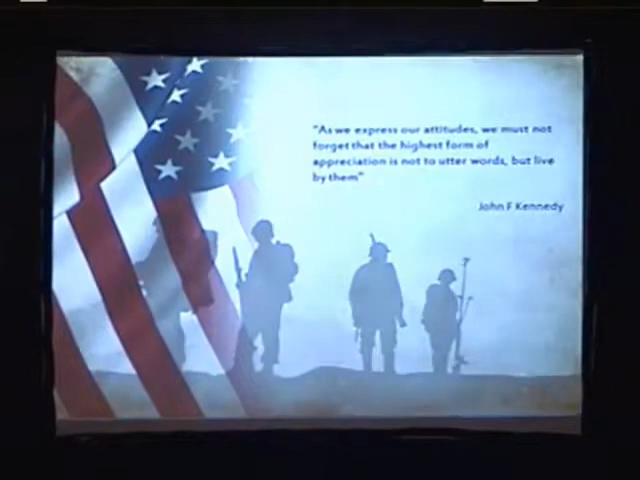 "As we express our attitudes, we must not
forget that the highest form of
appreciation is not to utter words, but live
by them"
John F Kennedy